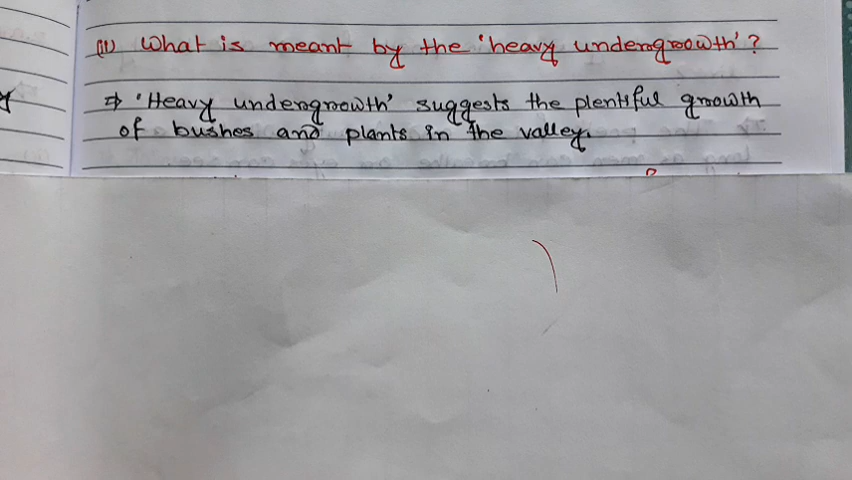 (11) What is meant by the 'heavy undergrowth'?
⇒ 'Heavy undergrowth' suggests the plentiful growth
of bushes and plants in the valley.